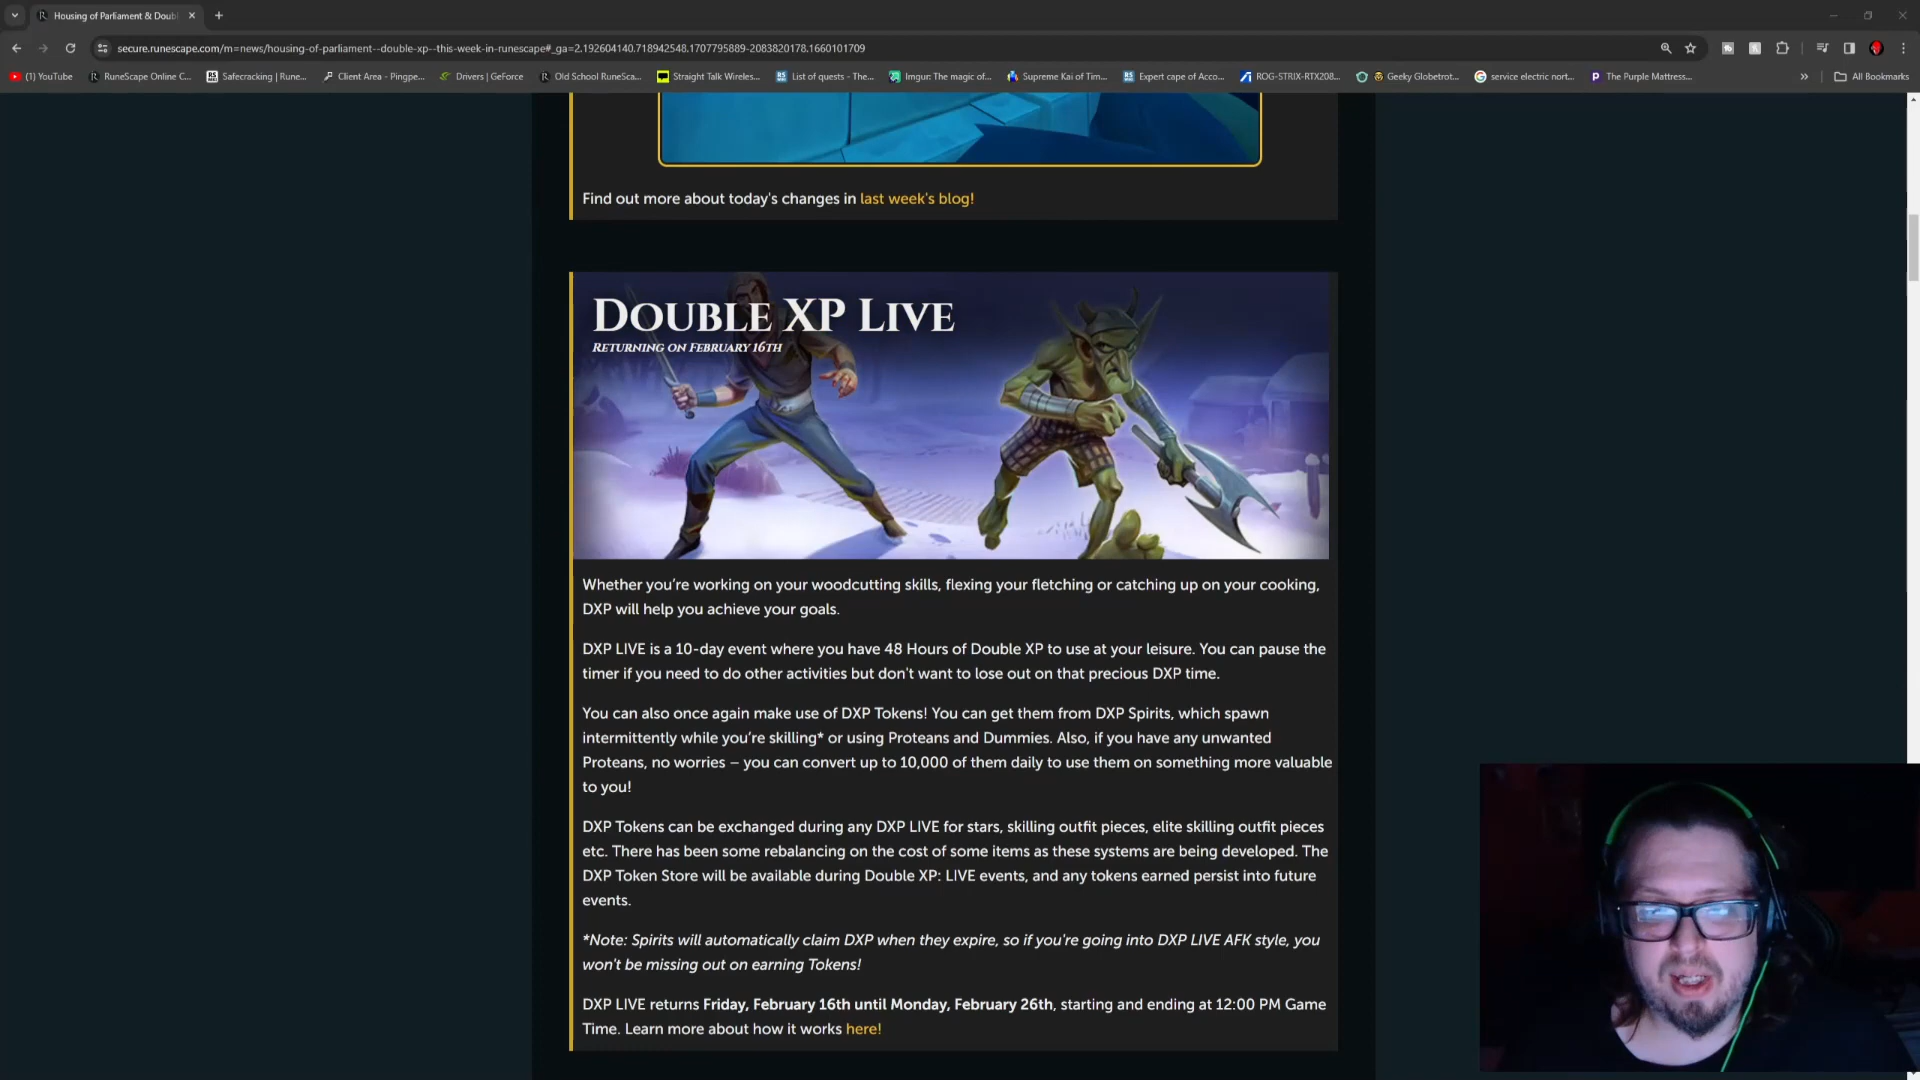 Housing of Parliament & Doubl
secure.runescape.com/m=news/housing-of-parliament--double-xp--this-week-in-runescape#_ga=2.192604140.718942548.1707795889-2083820178.1660101709
(1) YouTube
RuneScape Online C...
Safecracking | Rune...
Client Area - Pingpe...
Drivers | GeForce
Old School RuneSca...
Straight Talk Wireles...
List of quests - The...
Imgur: The magic of...
Supreme Kai of Tim...
Expert cape of Acco...
ROG-STRIX-RTX208...
Geeky Globetrot...
service electric nort...
The Purple Mattress...
All Bookmarks
Find out more about today's changes in last week's blog!
Double XP Live
Returning on February 16th
Whether you're working on your woodcutting skills, flexing your fletching or catching up on your cooking,
DXP will help you achieve your goals.
DXP LIVE is a 10-day event where you have 48 Hours of Double XP to use at your leisure. You can pause the
timer if you need to do other activities but don't want to lose out on that precious DXP time.
You can also once again make use of DXP Tokens! You can get them from DXP Spirits, which spawn
intermittently while you're skilling* or using Proteans and Dummies. Also, if you have any unwanted
Proteans, no worries – you can convert up to 10,000 of them daily to use them on something more valuable
to you!
DXP Tokens can be exchanged during any DXP LIVE for stars, skilling outfit pieces, elite skilling outfit pieces
etc. There has been some rebalancing on the cost of some items as these systems are being developed. The
DXP Token Store will be available during Double XP: LIVE events, and any tokens earned persist into future
events.
*Note: Spirits will automatically claim DXP when they expire, so if you're going into DXP LIVE AFK style, you
won't be missing out on earning Tokens!
DXP LIVE returns Friday, February 16th until Monday, February 26th, starting and ending at 12:00 PM Game
Time. Learn more about how it works here!